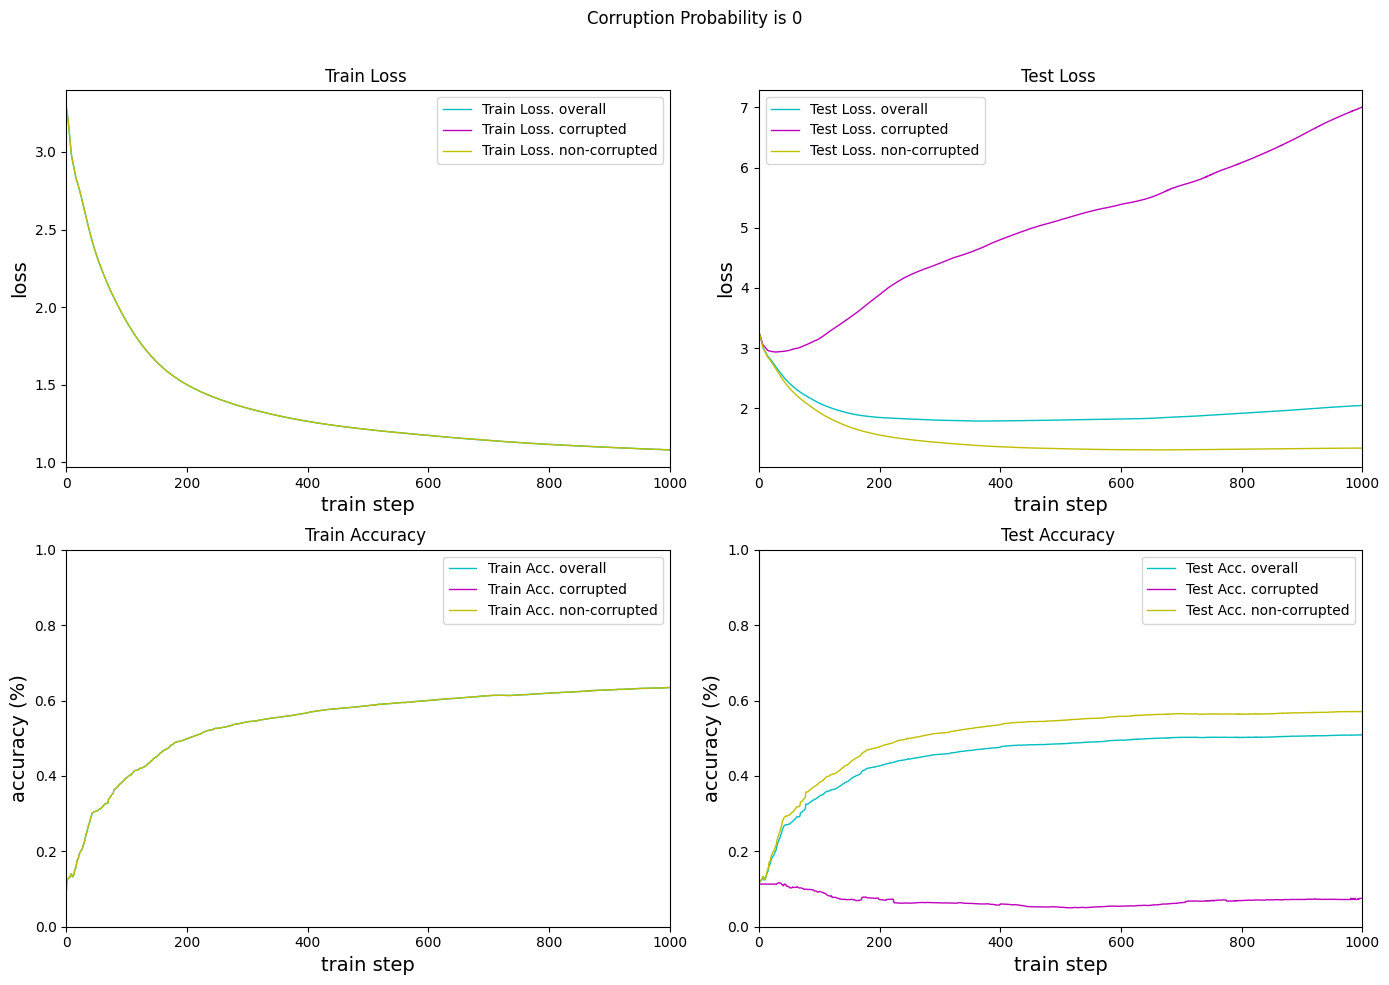 Corruption Probability is 0
Train Loss
Train Loss. overall
Train Loss. corrupted
Train Loss. non-corrupted
loss
3.0
2.5
2.0
1.5
1.0
0 200 400 600 800 1000
train step
Test Loss
Test Loss. overall
Test Loss. corrupted
Test Loss. non-corrupted
loss
7
6
5
4
3
2
0 200 400 600 800 1000
train step
Train Accuracy
Train Acc. overall
Train Acc. corrupted
Train Acc. non-corrupted
accuracy (%)
1.0
0.8
0.6
0.4
0.2
0.0
0 200 400 600 800 1000
train step
Test Accuracy
Test Acc. overall
Test Acc. corrupted
Test Acc. non-corrupted
accuracy (%)
1.0
0.8
0.6
0.4
0.2
0.0
0 200 400 600 800 1000
train step